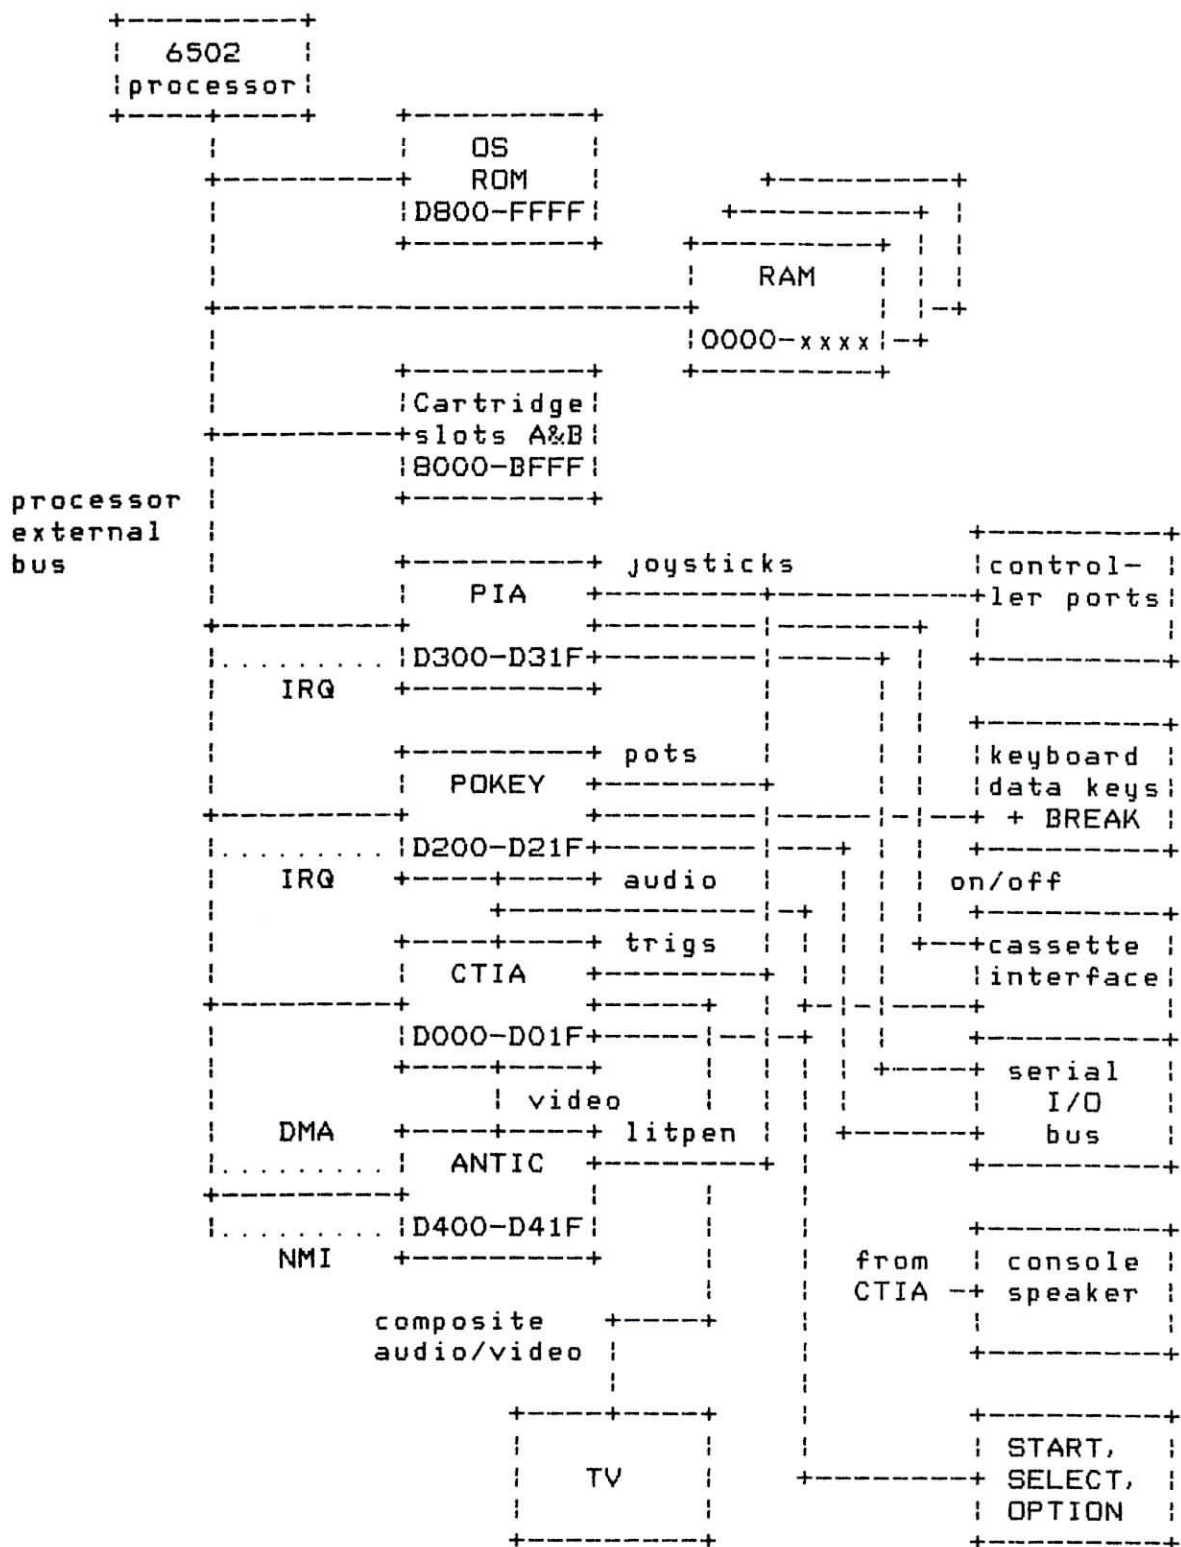 6502
processor
OS
ROM
D800-FFFF
RAM
0000-xxxx
Cartridge
slots A&B
8000-BFFF
processor
external
bus
joysticks
control-
PIA
ler ports
D300-D31F
IRQ
pots
keyboard
POKEY
data keys
+ BREAK
D200-D21F
IRQ
audio
on/off
trigs
cassette
CTIA
interface
D000-D01F
serial
video
I/O
DMA
litpen
bus
ANTIC
D400-D41F
NMI
from
console
CTIA
speaker
composite
audio/video
START,
TV
SELECT,
OPTION